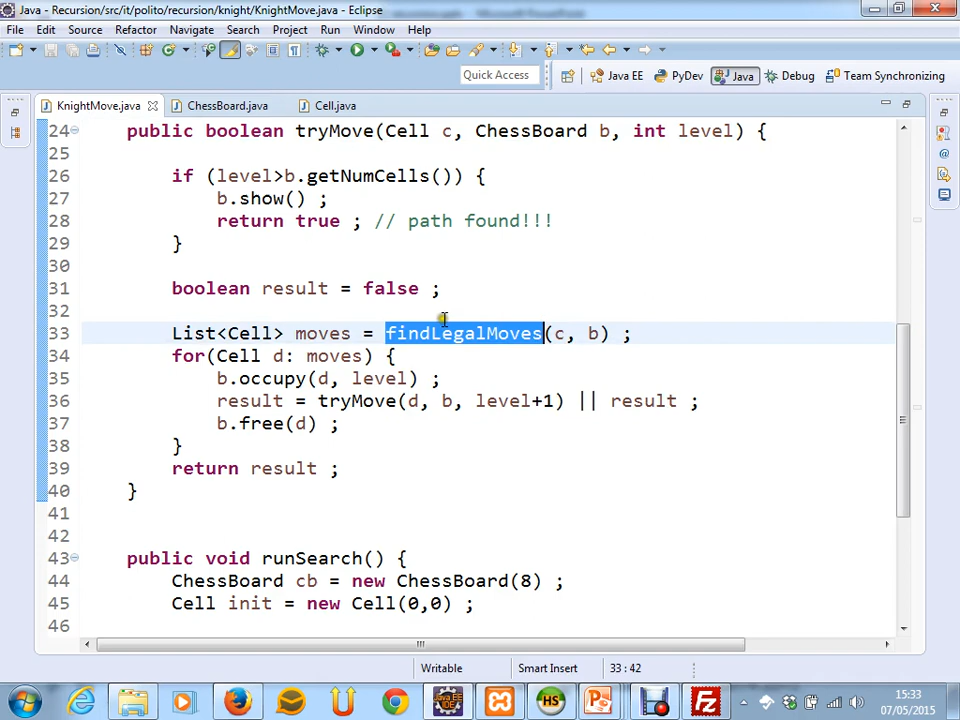 Java - Recursion/src/it/polito/recursion/knight/KnightMove.java - Eclipse
File Edit Source Refactor Navigate Search Project Run Window Help
Quick Access Java EE PyDev Java Debug Team Synchronizing
KnightMove.java ChessBoard.java Cell.java
24 public boolean tryMove(Cell c, ChessBoard b, int level) {
25
26 if (level>b.getNumCells()) {
27 b.show() ;
28 return true ; // path found!!!
29 }
30
31 boolean result = false ;
32
33 List<Cell> moves = findLegalMoves(c, b) ;
34 for(Cell d: moves) {
35 b.occupy(d, level) ;
36 result = tryMove(d, b, level+1) || result ;
37 b.free(d) ;
38 }
39 return result ;
40 }
41
42
43 public void runSearch() {
44 ChessBoard cb = new ChessBoard(8) ;
45 Cell init = new Cell(0,0) ;
46
Writable Smart Insert 33 : 42
15:33
07/05/2015